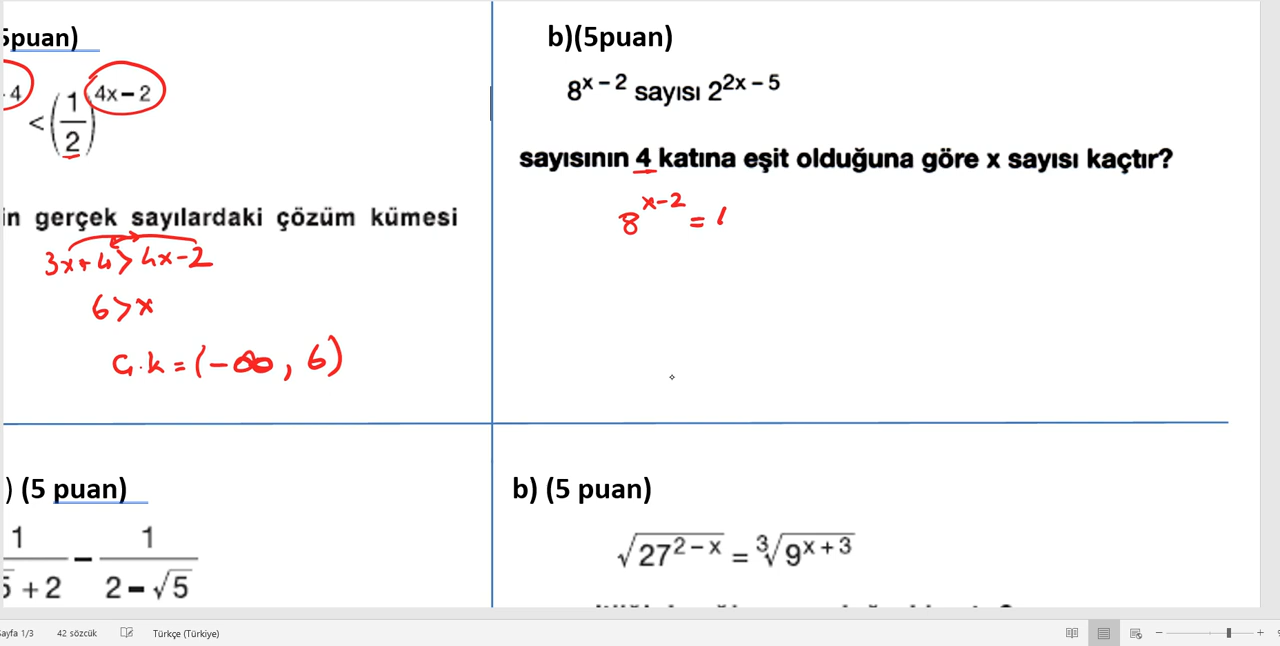 5puan)
4
< (1/2)^(4x – 2)
in gerçek sayılardaki çözüm kümesi
3x+4 > 4x-2
6 > x
Ç.K = (-∞, 6)
b)(5puan)
8^(x – 2) sayısı 2^(2x – 5)
sayısının 4 katına eşit olduğuna göre x sayısı kaçtır?
8^(x-2) =
) (5 puan)
1/(√5 + 2) – 1/(2 – √5)
b) (5 puan)
√(27^(2 – x)) = ∛(9^(x + 3))
Sayfa 1/3 42 sözcük Türkçe (Türkiye)